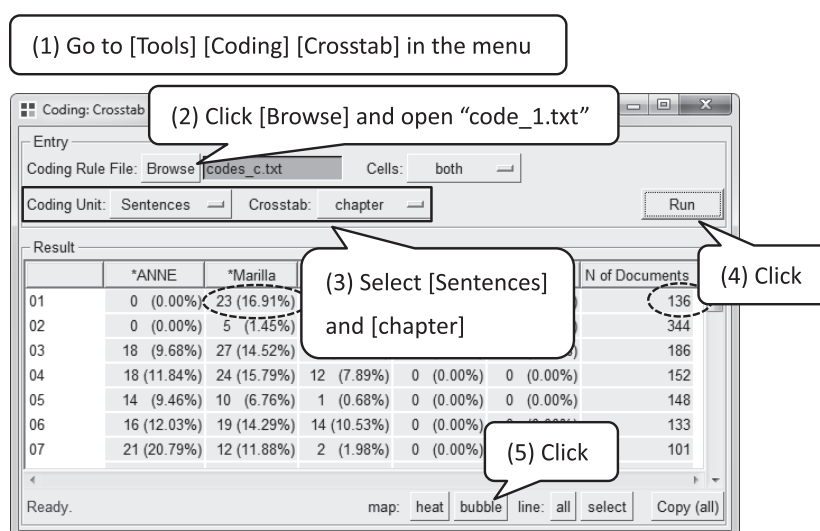 (1) Go to [Tools] [Coding] [Crosstab] in the menu
Coding: Crosstab
(2) Click [Browse] and open “code_1.txt”
Entry
Coding Rule File: Browse codes_c.txt Cells: both
Coding Unit: Sentences Crosstab: chapter Run
Result
(3) Select [Sentences]
and [chapter]
(4) Click
*ANNE *Marilla N of Documents
01 0 (0.00%) 23 (16.91%) 136
02 0 (0.00%) 5 (1.45%) 344
03 18 (9.68%) 27 (14.52%) 186
04 18 (11.84%) 24 (15.79%) 12 (7.89%) 0 (0.00%) 0 (0.00%) 152
05 14 (9.46%) 10 (6.76%) 1 (0.68%) 0 (0.00%) 0 (0.00%) 148
06 16 (12.03%) 19 (14.29%) 14 (10.53%) 0 (0.00%) 133
07 21 (20.79%) 12 (11.88%) 2 (1.98%) 0 (0.00%) 101
(5) Click
Ready. map: heat bubble line: all select Copy (all)